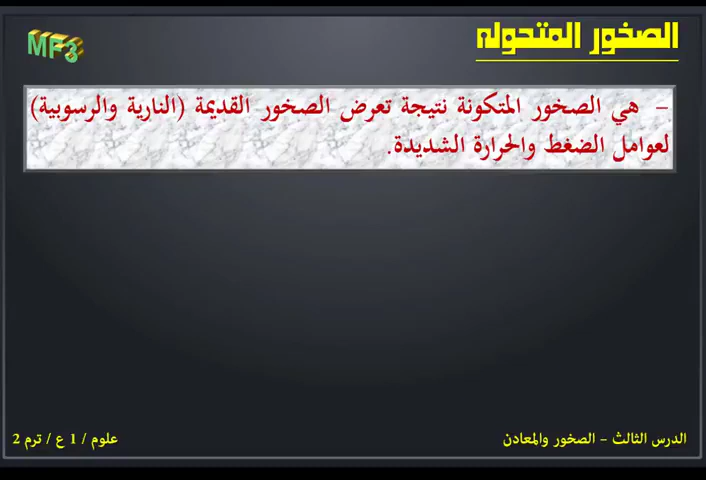 الصخور المتحوله
MF3
- هي الصخور المتكونة نتيجة تعرض الصخور القديمة (النارية والرسوبية)
لعوامل الضغط والحرارة الشديدة.
الدرس الثالث - الصخور والمعادن
علوم / 1 ع / ترم 2